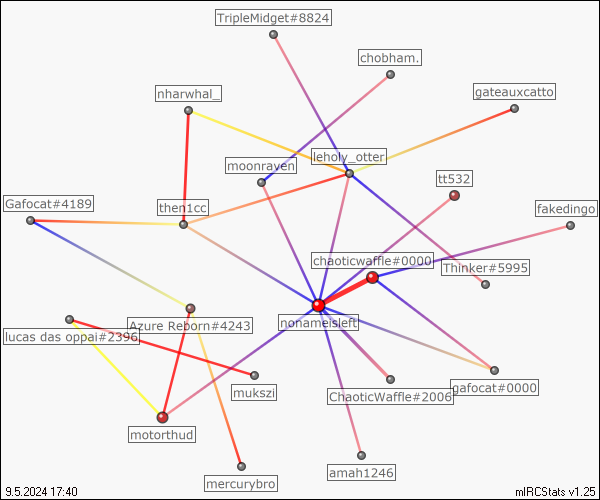 TripleMidget#8824
chobham.
gateauxcatto
nharwhal_
leholy_otter
moonraven
tt532
Gafocat#4189
then1cc
fakedingo
chaoticwaffle#0000
Thinker#5995
nonameisleft
Azure Reborn#4243
lucas das oppai#2396
mukszi
ChaoticWaffle#2006
gafocat#0000
motorthud
amah1246
mercurybro
9.5.2024 17:40
mIRCStats v1.25